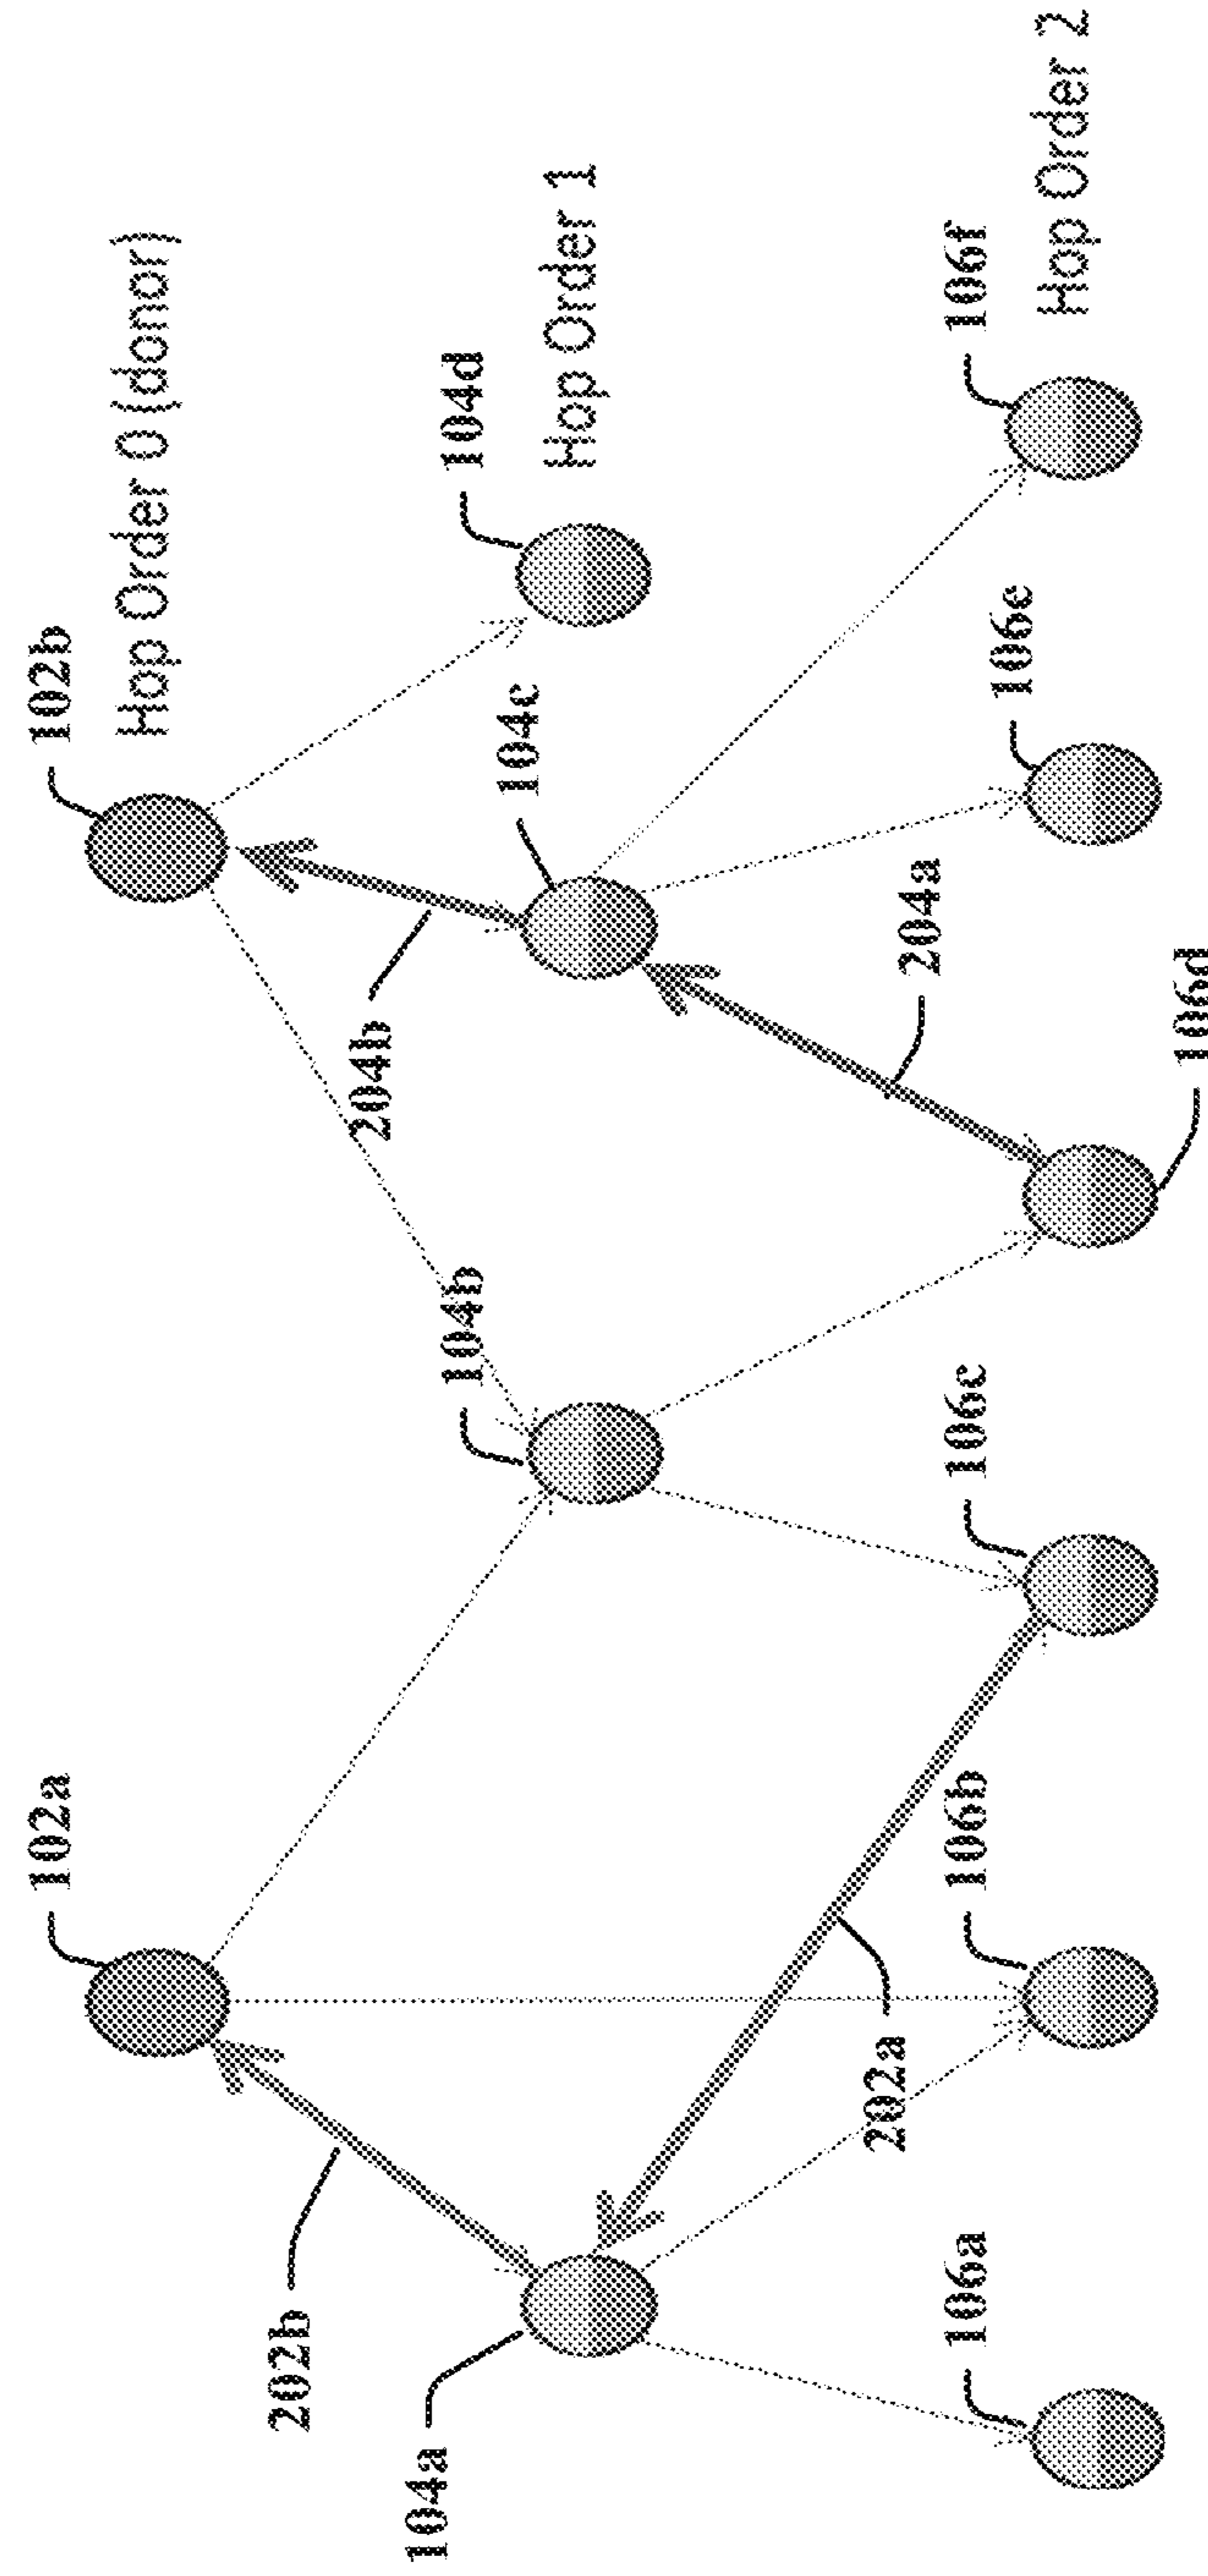 102a
102b
Hop Order 0 (donor)
202b
204b
104a
104b
104c
104d
Hop Order 1
202a
204a
106a
106b
106c
106d
106e
106f
Hop Order 2